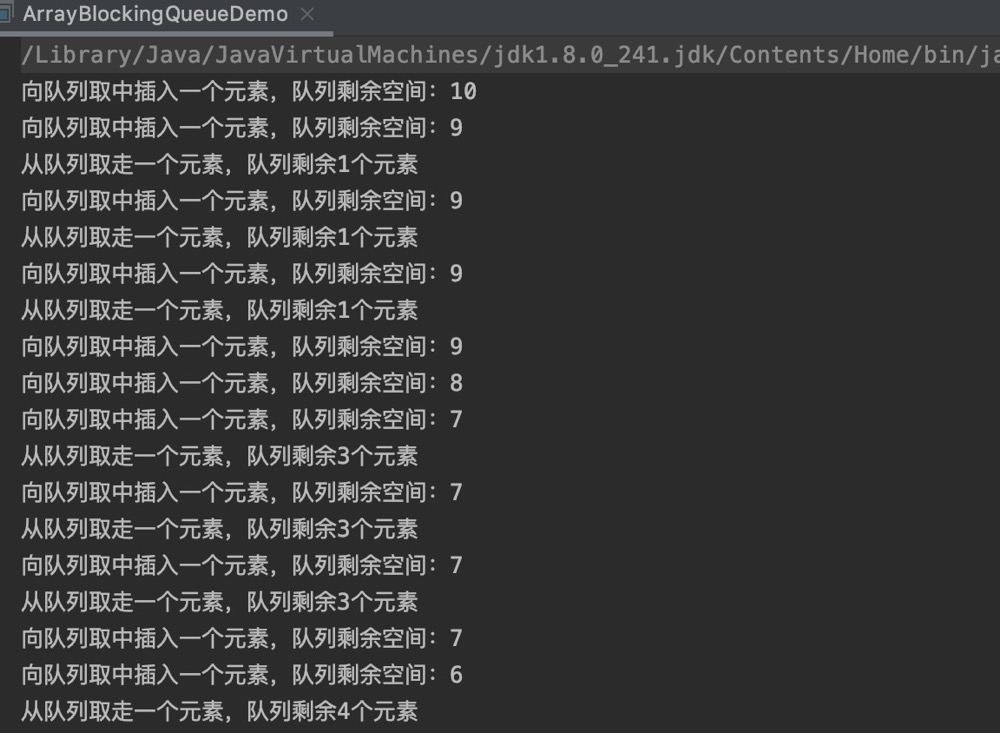 ArrayBlockingQueueDemo
/Library/Java/JavaVirtualMachines/jdk1.8.0_241.jdk/Contents/Home/bin/ja
向队列取中插入一个元素，队列剩余空间：10
向队列取中插入一个元素，队列剩余空间：9
从队列取走一个元素，队列剩余1个元素
向队列取中插入一个元素，队列剩余空间：9
从队列取走一个元素，队列剩余1个元素
向队列取中插入一个元素，队列剩余空间：9
从队列取走一个元素，队列剩余1个元素
向队列取中插入一个元素，队列剩余空间：9
向队列取中插入一个元素，队列剩余空间：8
向队列取中插入一个元素，队列剩余空间：7
从队列取走一个元素，队列剩余3个元素
向队列取中插入一个元素，队列剩余空间：7
从队列取走一个元素，队列剩余3个元素
向队列取中插入一个元素，队列剩余空间：7
从队列取走一个元素，队列剩余3个元素
向队列取中插入一个元素，队列剩余空间：7
向队列取中插入一个元素，队列剩余空间：6
从队列取走一个元素，队列剩余4个元素